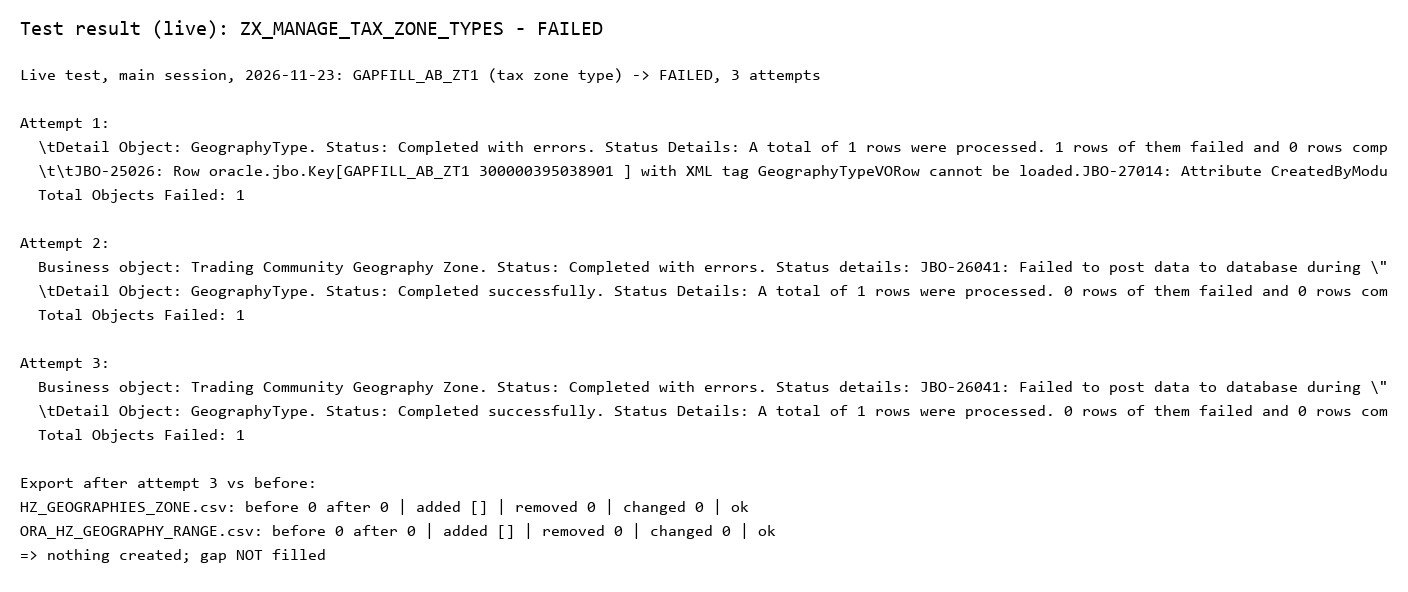 Test result (live): ZX_MANAGE_TAX_ZONE_TYPES - FAILED
Live test, main session, 2026-11-23: GAPFILL_AB_ZT1 (tax zone type) -> FAILED, 3 attempts
Attempt 1:
\tDetail Object: GeographyType. Status: Completed with errors. Status Details: A total of 1 rows were processed. 1 rows of them failed and 0 rows comp
\t\tJBO-25026: Row oracle.jbo.Key[GAPFILL_AB_ZT1 300000395038901 ] with XML tag GeographyTypeVORow cannot be loaded.JBO-27014: Attribute CreatedByModu
Total Objects Failed: 1
Attempt 2:
Business object: Trading Community Geography Zone. Status: Completed with errors. Status details: JBO-26041: Failed to post data to database during \"
\tDetail Object: GeographyType. Status: Completed successfully. Status Details: A total of 1 rows were processed. 0 rows of them failed and 0 rows com
Total Objects Failed: 1
Attempt 3:
Business object: Trading Community Geography Zone. Status: Completed with errors. Status details: JBO-26041: Failed to post data to database during \"
\tDetail Object: GeographyType. Status: Completed successfully. Status Details: A total of 1 rows were processed. 0 rows of them failed and 0 rows com
Total Objects Failed: 1
Export after attempt 3 vs before:
HZ_GEOGRAPHIES_ZONE.csv: before 0 after 0 | added [] | removed 0 | changed 0 | ok
ORA_HZ_GEOGRAPHY_RANGE.csv: before 0 after 0 | added [] | removed 0 | changed 0 | ok
=> nothing created; gap NOT filled